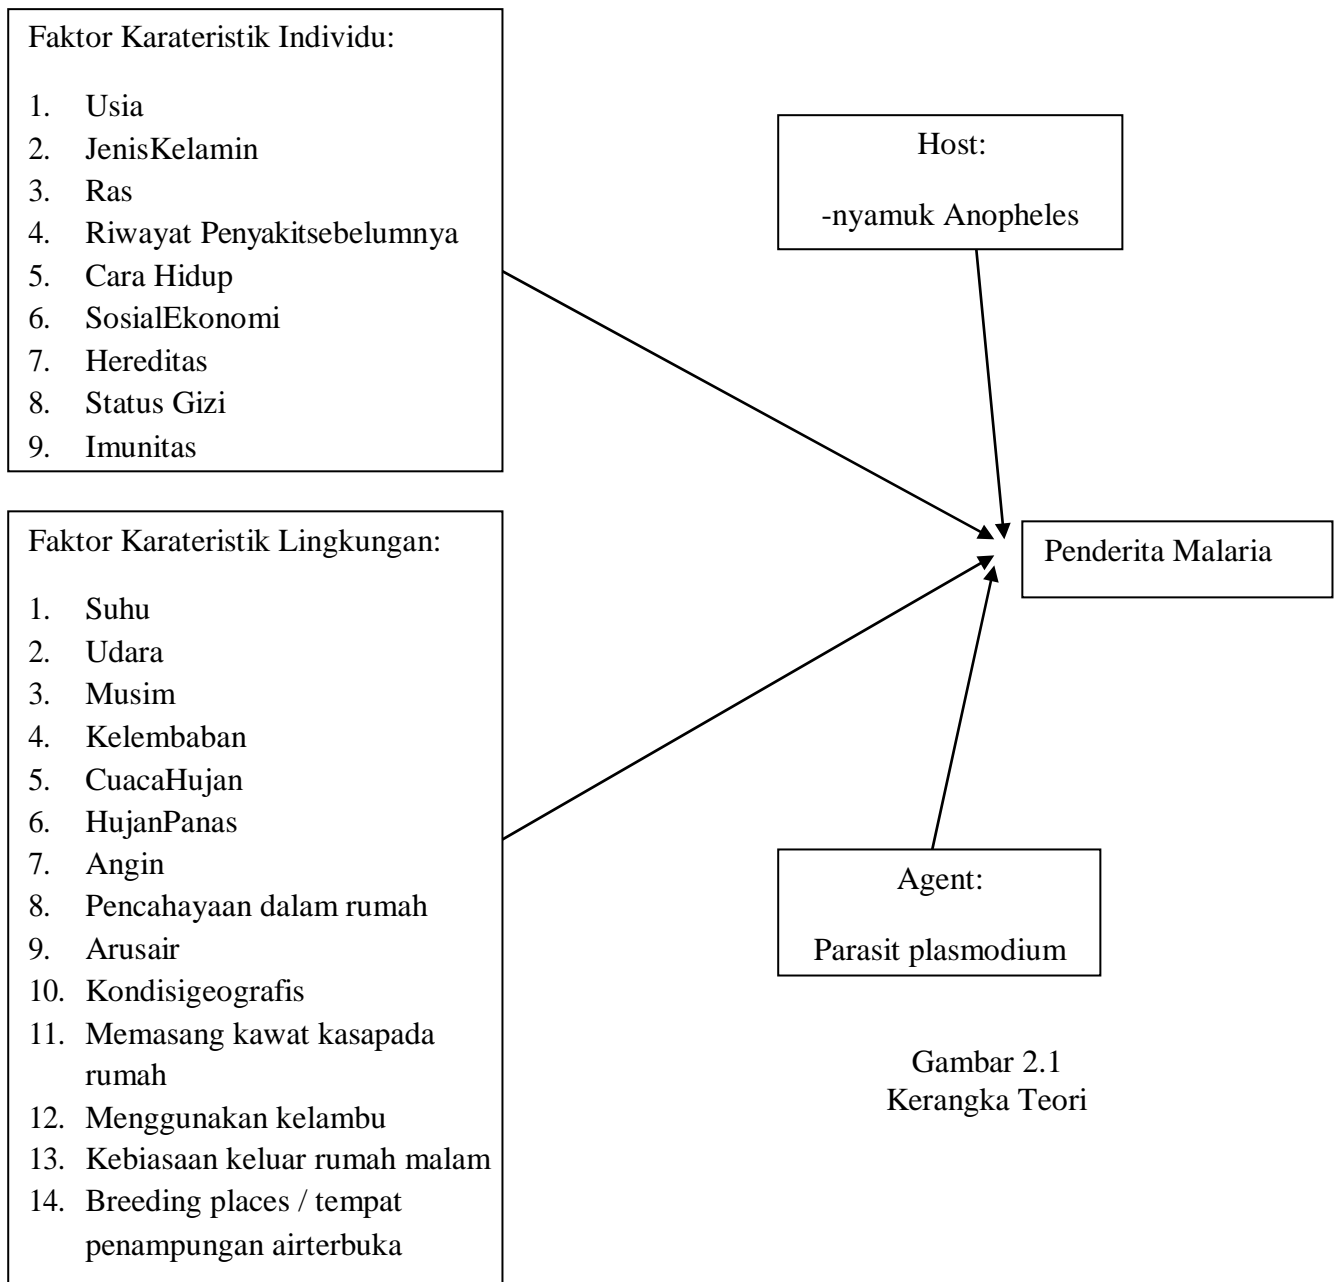 Faktor Karateristik Individu:
1. Usia
2. JenisKelamin
3. Ras
4. Riwayat Penyakitsebelumnya
5. Cara Hidup
6. SosialEkonomi
7. Hereditas
8. Status Gizi
9. Imunitas
Host:
-nyamuk Anopheles
Faktor Karateristik Lingkungan:
1. Suhu
2. Udara
3. Musim
4. Kelembaban
5. CuacaHujan
6. HujanPanas
7. Angin
8. Pencahayaan dalam rumah
9. Arusair
10. Kondisigeografis
11. Memasang kawat kasapada
rumah
12. Menggunakan kelambu
13. Kebiasaan keluar rumah malam
14. Breeding places / tempat
penampungan airterbuka
Penderita Malaria
Agent:
Parasit plasmodium
Gambar 2.1
Kerangka Teori